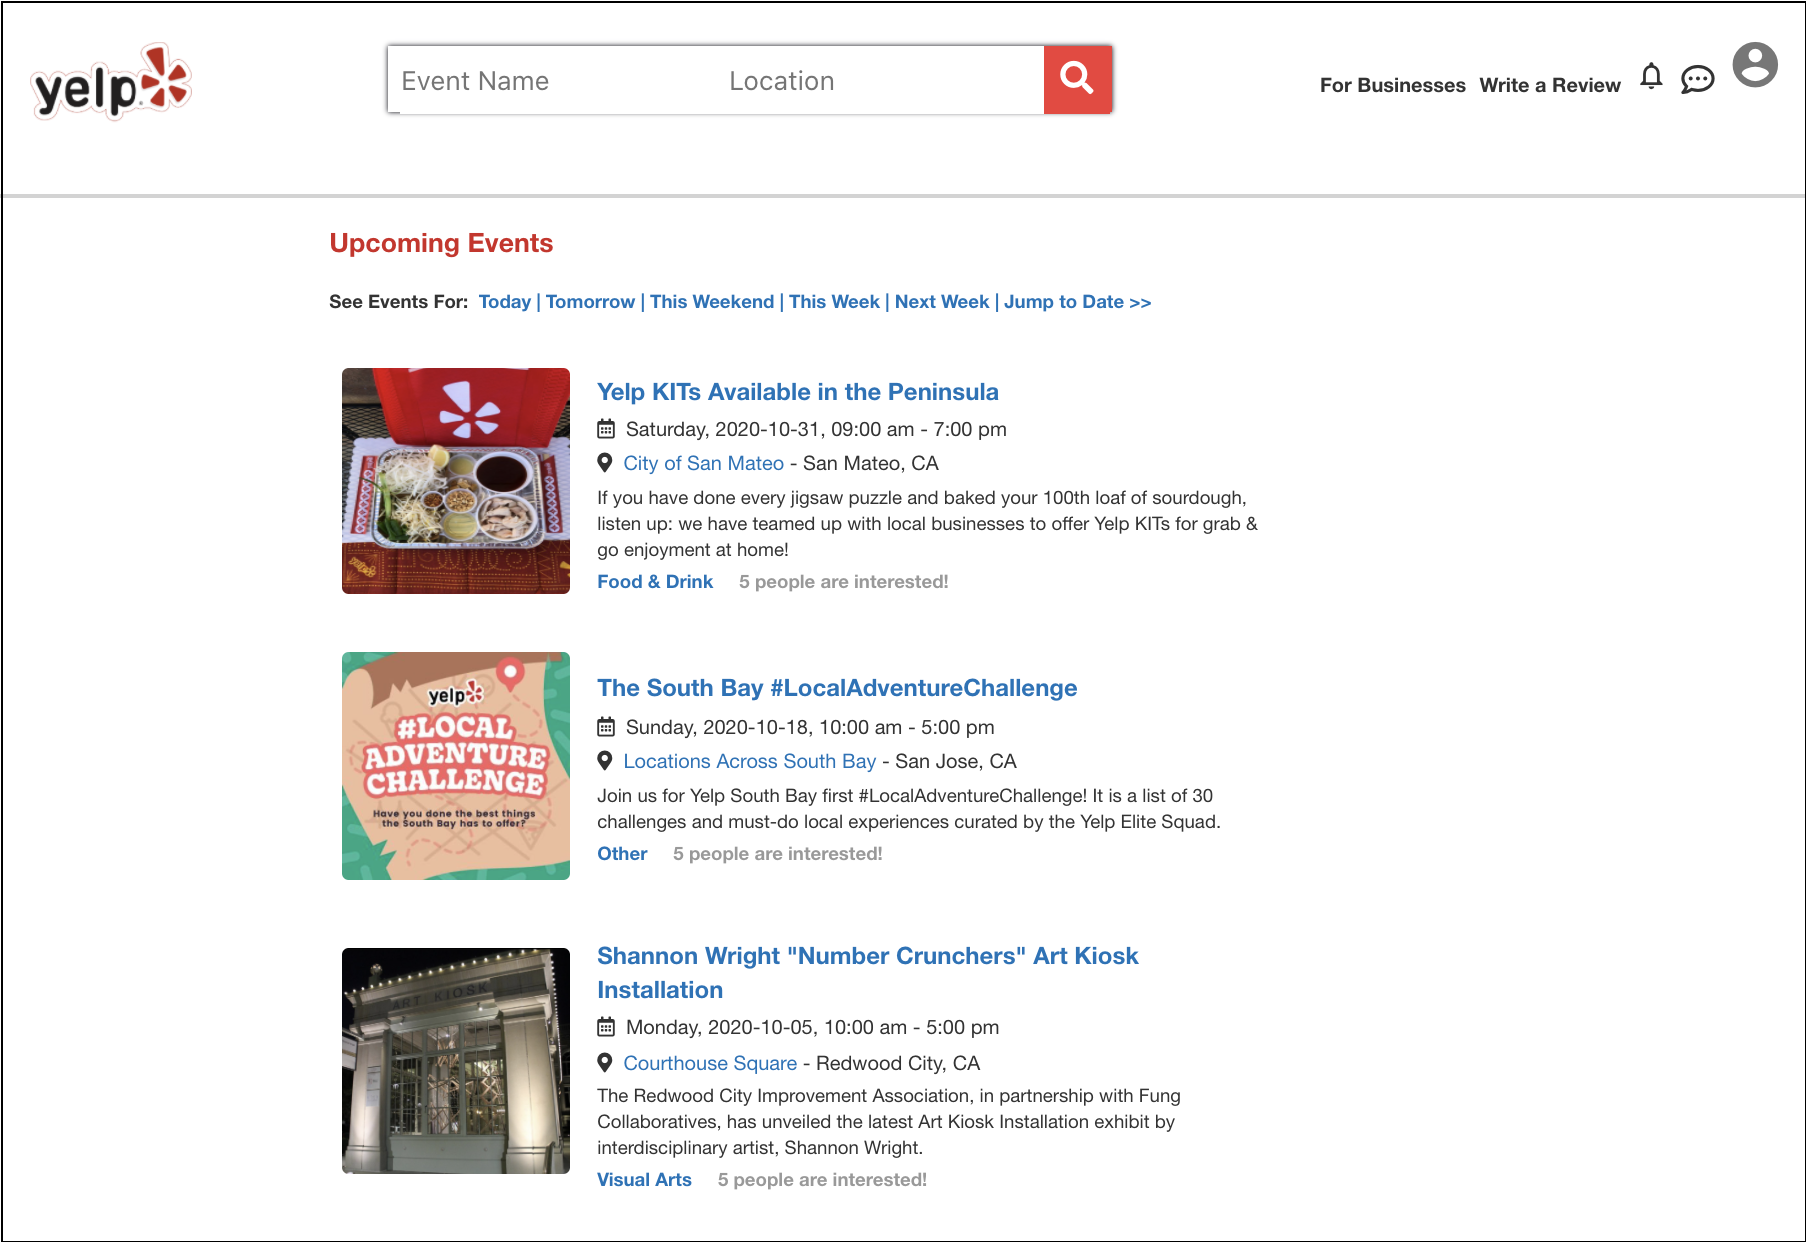 yelp
Event Name
Location
For Businesses
Write a Review
Upcoming Events
See Events For: Today | Tomorrow | This Weekend | This Week | Next Week | Jump to Date >>
Yelp KITs Available in the Peninsula
Saturday, 2020-10-31, 09:00 am - 7:00 pm
City of San Mateo - San Mateo, CA
If you have done every jigsaw puzzle and baked your 100th loaf of sourdough,
listen up: we have teamed up with local businesses to offer Yelp KITs for grab &
go enjoyment at home!
Food & Drink 5 people are interested!
yelp
#LOCAL
ADVENTURE
CHALLENGE
Have you done the best things
the South Bay has to offer?
The South Bay #LocalAdventureChallenge
Sunday, 2020-10-18, 10:00 am - 5:00 pm
Locations Across South Bay - San Jose, CA
Join us for Yelp South Bay first #LocalAdventureChallenge! It is a list of 30
challenges and must-do local experiences curated by the Yelp Elite Squad.
Other 5 people are interested!
ART KIOSK
Shannon Wright "Number Crunchers" Art Kiosk
Installation
Monday, 2020-10-05, 10:00 am - 5:00 pm
Courthouse Square - Redwood City, CA
The Redwood City Improvement Association, in partnership with Fung
Collaboratives, has unveiled the latest Art Kiosk Installation exhibit by
interdisciplinary artist, Shannon Wright.
Visual Arts 5 people are interested!